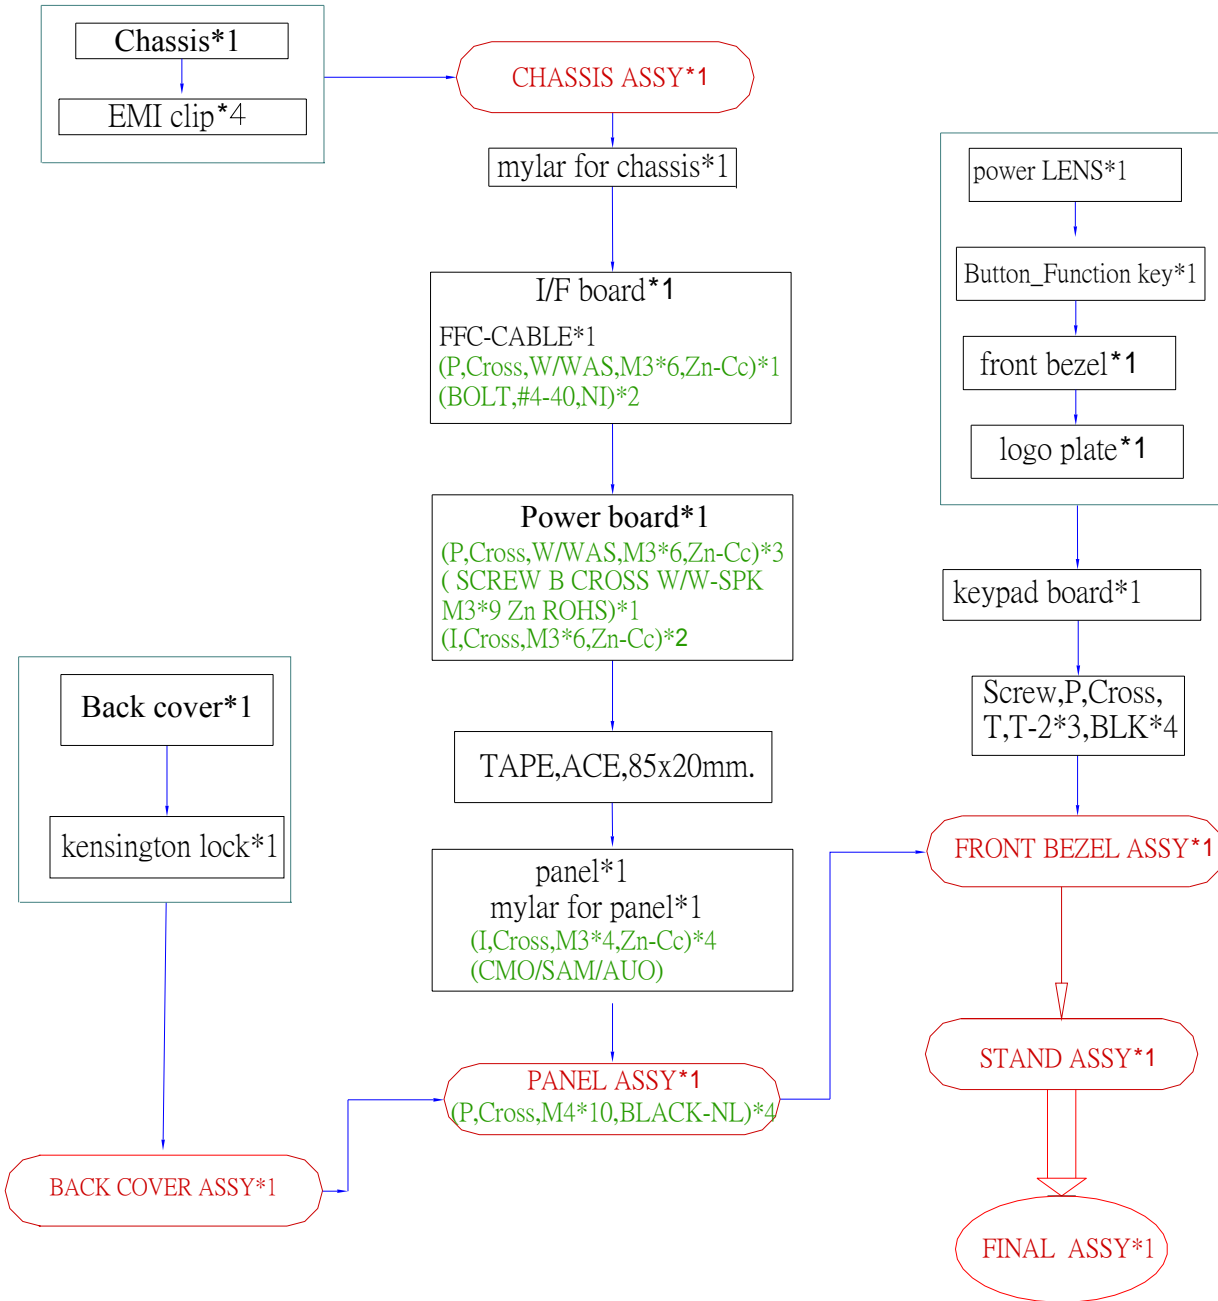 Chassis*1
EMI clip*4
CHASSIS ASSY*1
mylar for chassis*1
I/F board*1
FFC-CABLE*1
(P,Cross,W/WAS,M3*6,Zn-Cc)*1
(BOLT,#4-40,NI)*2
Power board*1
(P,Cross,W/WAS,M3*6,Zn-Cc)*3
( SCREW B CROSS W/W-SPK
M3*9 Zn ROHS)*1
(I,Cross,M3*6,Zn-Cc)*2
TAPE,ACE,85x20mm.
panel*1
mylar for panel*1
(I,Cross,M3*4,Zn-Cc)*4
(CMO/SAM/AUO)
PANEL ASSY*1
(P,Cross,M4*10,BLACK-NL)*4
Back cover*1
kensington lock*1
BACK COVER ASSY*1
power LENS*1
Button_Function key*1
front bezel*1
logo plate*1
keypad board*1
Screw,P,Cross,
T,T-2*3,BLK*4
FRONT BEZEL ASSY*1
STAND ASSY*1
FINAL ASSY*1